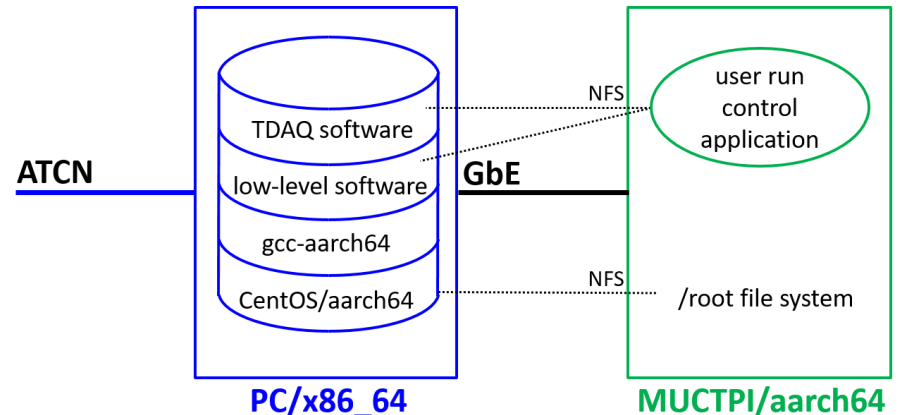 ATCN
TDAQ software
low-level software
gcc-aarch64
CentOS/aarch64
PC/x86_64
GbE
NFS
NFS
user run
control
application
/root file system
MUCTPI/aarch64